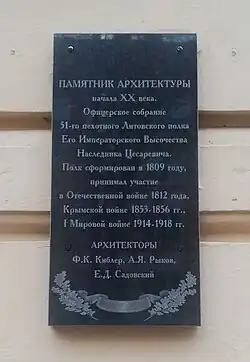 ПАМЯТНИК АРХИТЕКТУРЫ
начала XX века.
Офицерское собрание
51-го пехотного Литовского полка
Его Императорского Высочества
Наследника Цесаревича.
Полк сформирован в 1809 году,
принимал участие
в Отечественной войне 1812 года,
Крымской войне 1853-1856 гг.,
I Мировой войне 1914-1918 гг.
АРХИТЕКТОРЫ
Ф.К. Киблер, А.Я. Рыков,
Е.Д. Садовский